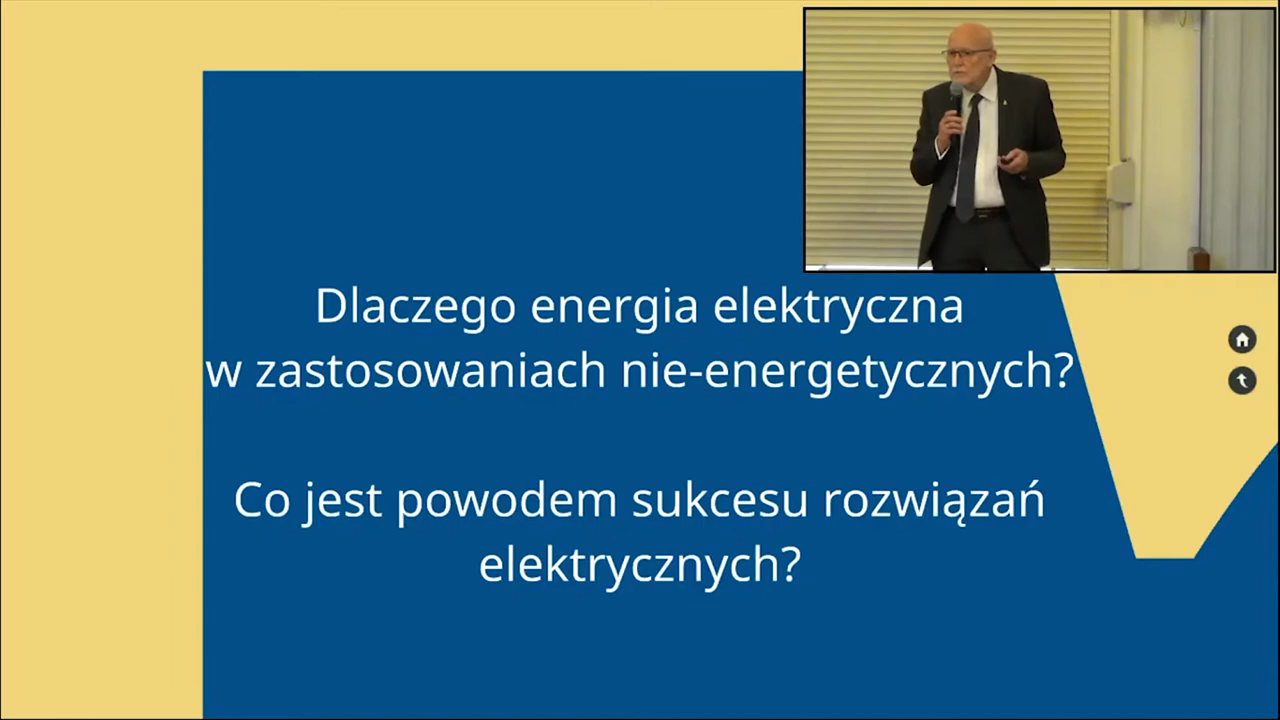 Dlaczego energia elektryczna
w zastosowaniach nie-energetycznych?
Co jest powodem sukcesu rozwiązań
elektrycznych?